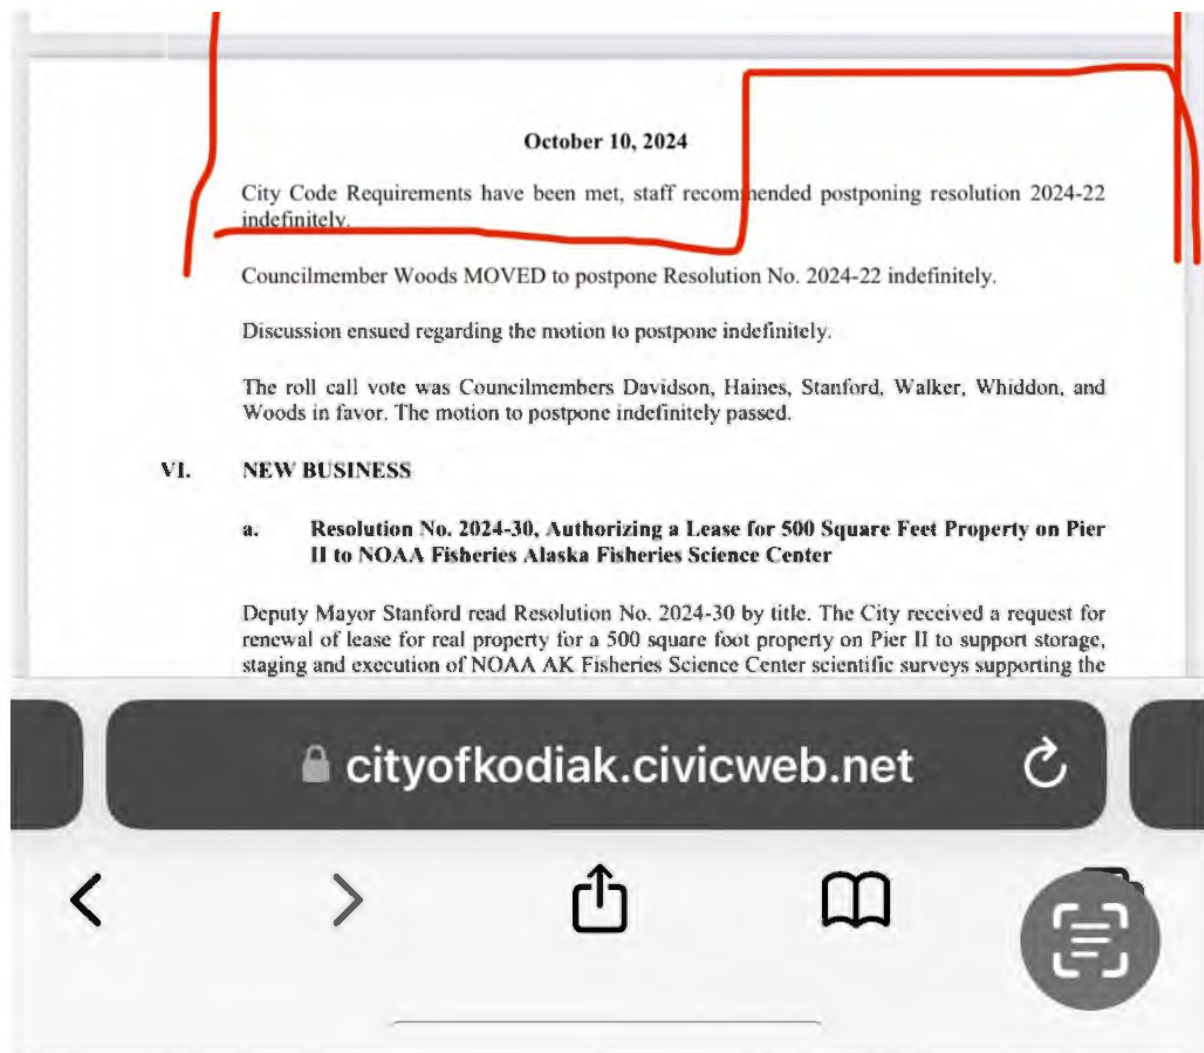 October 10, 2024
City Code Requirements have been met, staff recommended postponing resolution 2024-22
indefinitely.
Councilmember Woods MOVED to postpone Resolution No. 2024-22 indefinitely.
Discussion ensued regarding the motion to postpone indefinitely.
The roll call vote was Councilmembers Davidson, Haines, Stanford, Walker, Whiddon, and
Woods in favor. The motion to postpone indefinitely passed.
VI. NEW BUSINESS
a. Resolution No. 2024-30, Authorizing a Lease for 500 Square Feet Property on Pier
II to NOAA Fisheries Alaska Fisheries Science Center
Deputy Mayor Stanford read Resolution No. 2024-30 by title. The City received a request for
renewal of lease for real property for a 500 square foot property on Pier II to support storage,
staging and execution of NOAA AK Fisheries Science Center scientific surveys supporting the
cityofkodiak.civicweb.net